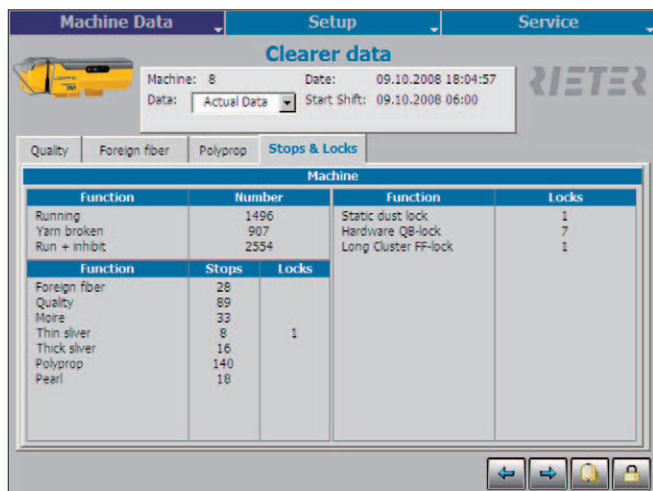 Machine Data Setup Service
Clearer data
Machine: 8 Date: 09.10.2008 18:04:57
Data: Actual Data Start Shift: 09.10.2008 06:00
RIETER
Quality Foreign fiber Polyprop Stops & Locks
Machine
Function Number Function Locks
Running 1496 Static dust lock 1
Yarn broken 907 Hardware QB-lock 7
Run + inhibit 2554 Long Cluster FF-lock 1
Function Stops Locks
Foreign fiber 28
Quality 89
Moire 33
Thin sliver 8 1
Thick sliver 16
Polyprop 140
Pearl 18